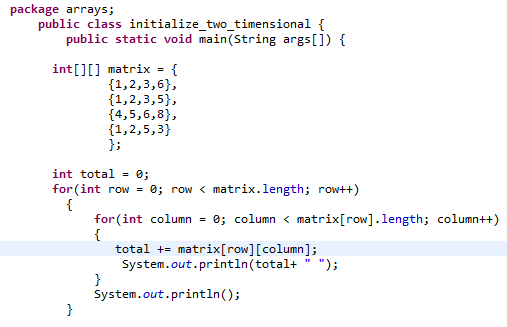 package arrays;
public class initialize_two_timensional {
public static void main(String args[]) {
int[][] matrix = {
{1,2,3,6},
{1,2,3,5},
{4,5,6,8},
{1,2,5,3}
};
int total = 0;
for(int row = 0; row < matrix.length; row++)
{
for(int column = 0; column < matrix[row].length; column++)
{
total += matrix[row][column];
System.out.println(total+ " ");
}
System.out.println();
}